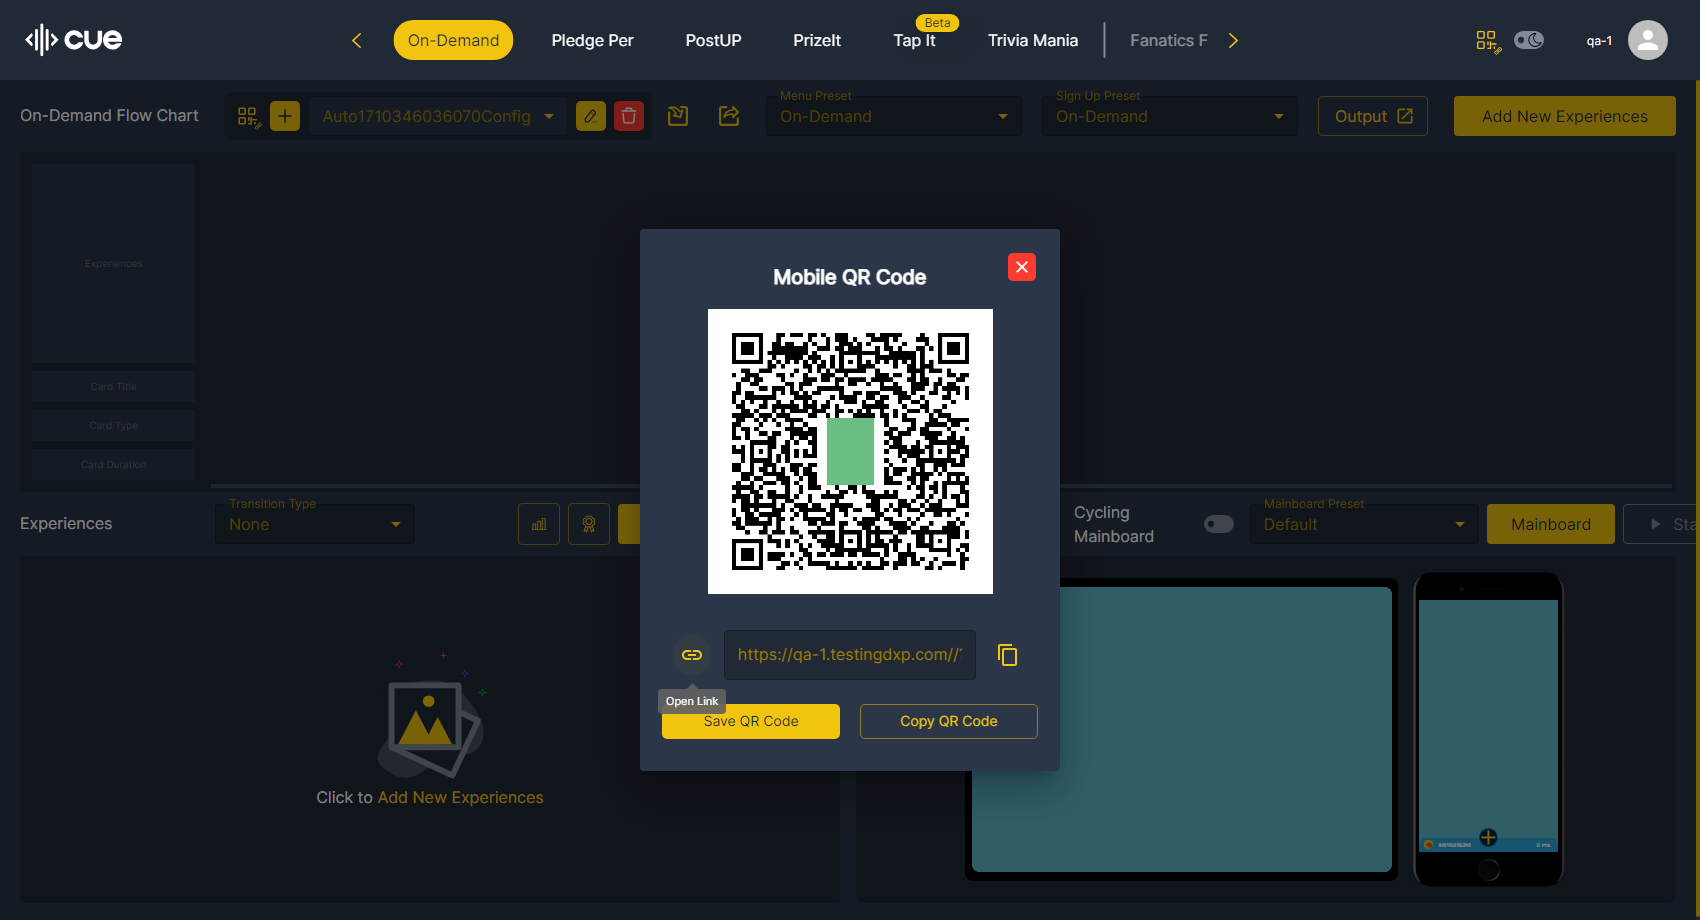 cue
On-Demand
Pledge Per
PostUP
PrizeIt
Beta
Tap It
Trivia Mania
Fanatics F
qa-1
On-Demand Flow Chart
Auto1710346036070Config
Menu Preset
On-Demand
Sign Up Preset
On-Demand
Output
Add New Experiences
Experiences
Card Title
Card Type
Card Duration
Mobile QR Code
https://qa-1.testingdxp.com//
Open Link
Save QR Code
Copy QR Code
Experiences
Transition Type
None
Cycling
Mainboard
Mainboard Preset
Default
Mainboard
Sta
Click to Add New Experiences
0 Pts.